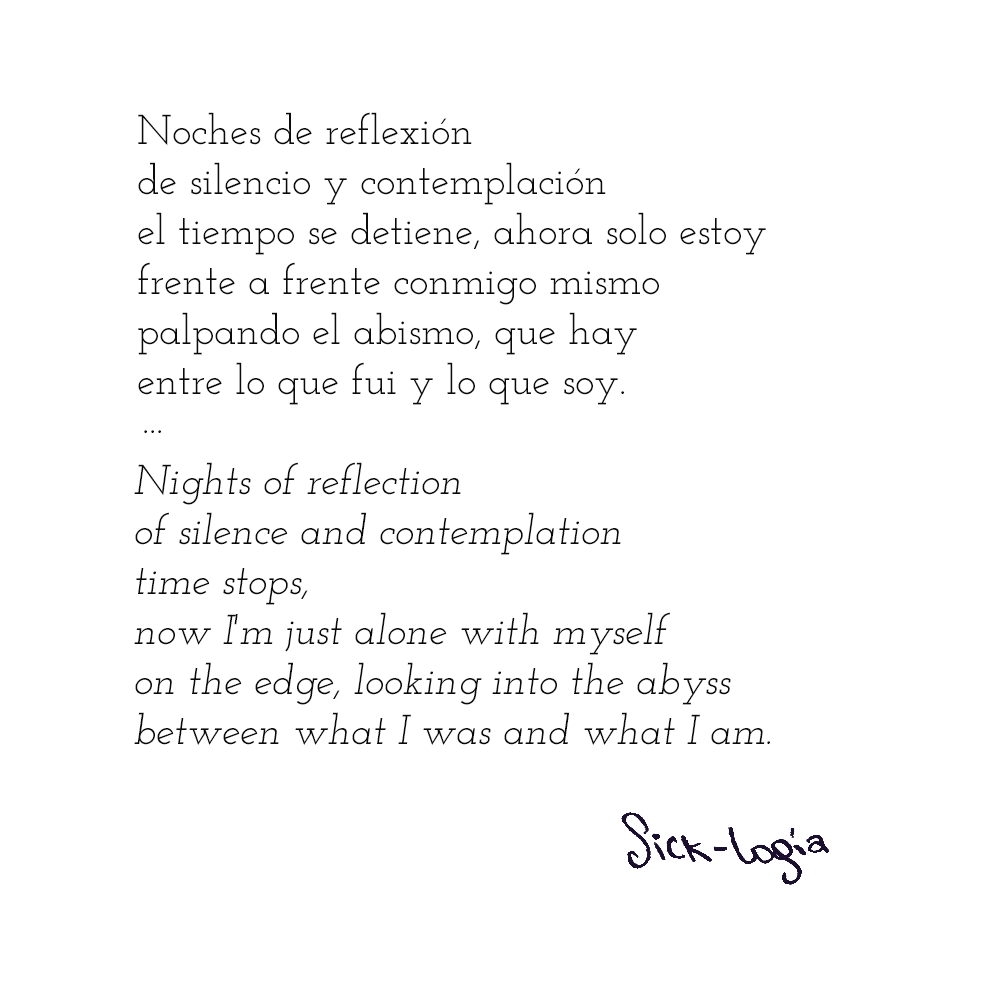 Noches de reflexión
de silencio y contemplación
el tiempo se detiene, ahora solo estoy
frente a frente conmigo mismo
palpando el abismo, que hay
entre lo que fui y lo que soy.
...
Nights of reflection
of silence and contemplation
time stops,
now I'm just alone with myself
on the edge, looking into the abyss
between what I was and what I am.
Sick-logía